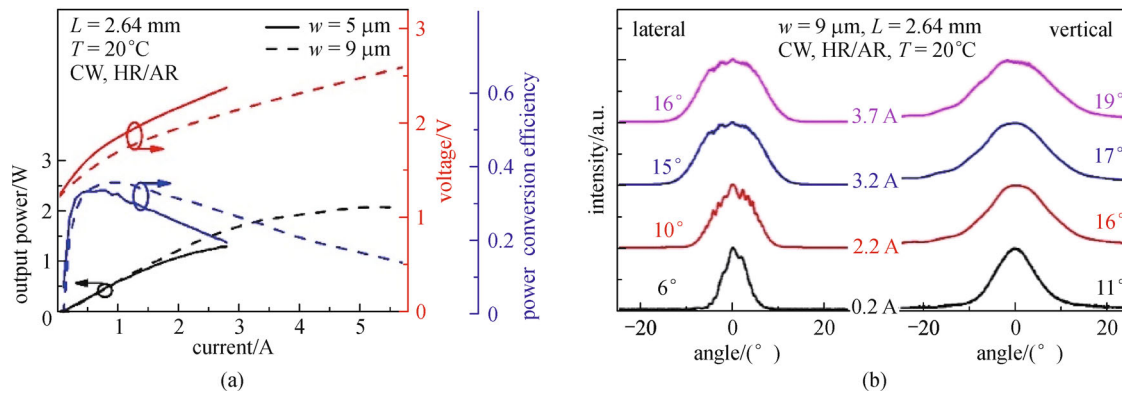 L = 2.64 mm
T = 20°C
CW, HR/AR
w = 5 μm
w = 9 μm
output power/W
3
2
1
0
1
2
3
4
5
current/A
3
2
1
0
voltage/V
0.6
0.4
0.2
0
power conversion efficiency
(a)
lateral
w = 9 μm, L = 2.64 mm
CW, HR/AR, T = 20°C
vertical
intensity/a.u.
16°
3.7 A
19°
15°
3.2 A
17°
10°
2.2 A
16°
6°
0.2 A
11°
−20
0
20
−20
0
20
angle/(°)
angle/(°)
(b)